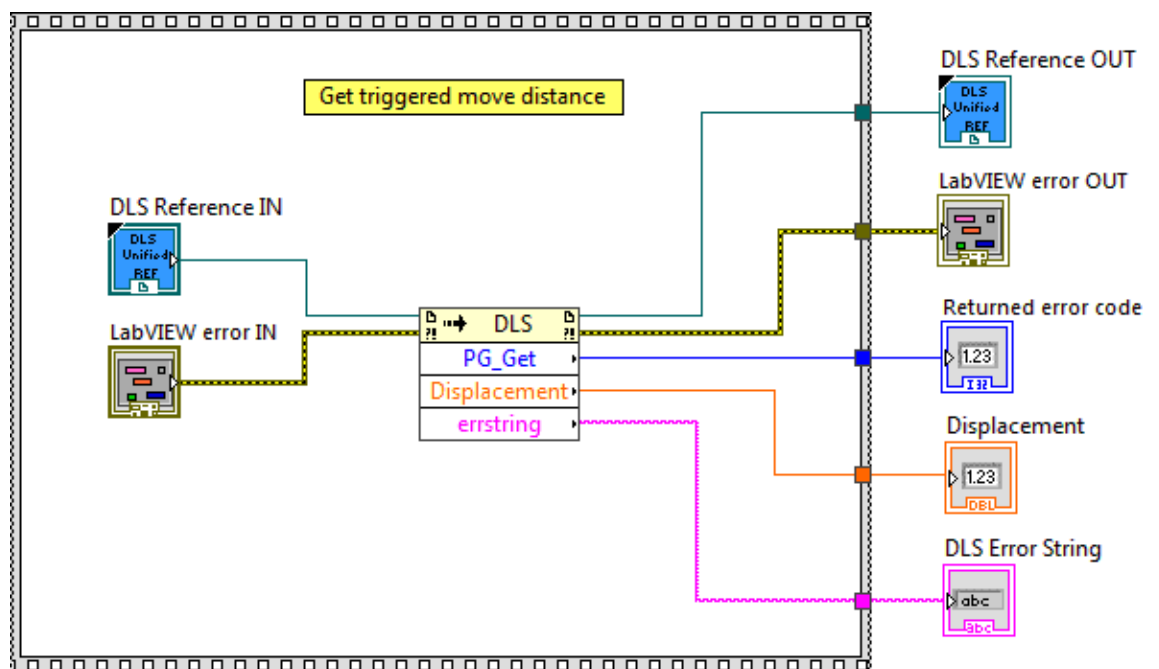 Get triggered move distance
DLS Reference OUT
DLS
Unified
REF
LabVIEW error OUT
DLS Reference IN
DLS
Unified
REF
LabVIEW error IN
?! DLS ?!
PG_Get
Displacement
errstring
Returned error code
1.23
I32
Displacement
1.23
DBL
DLS Error String
abc
abc